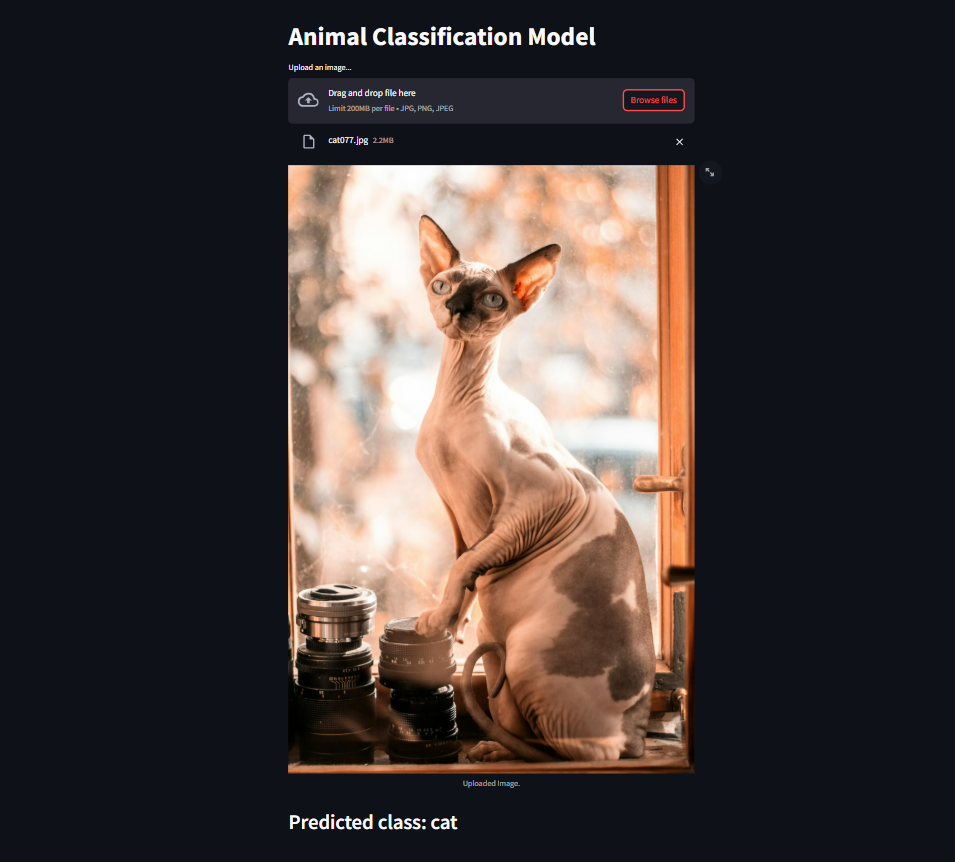 Animal Classification Model
Upload an image...
Drag and drop file here
Limit 200MB per file • JPG, PNG, JPEG
Browse files
cat077.jpg 2.2MB
Uploaded Image.
Predicted class: cat